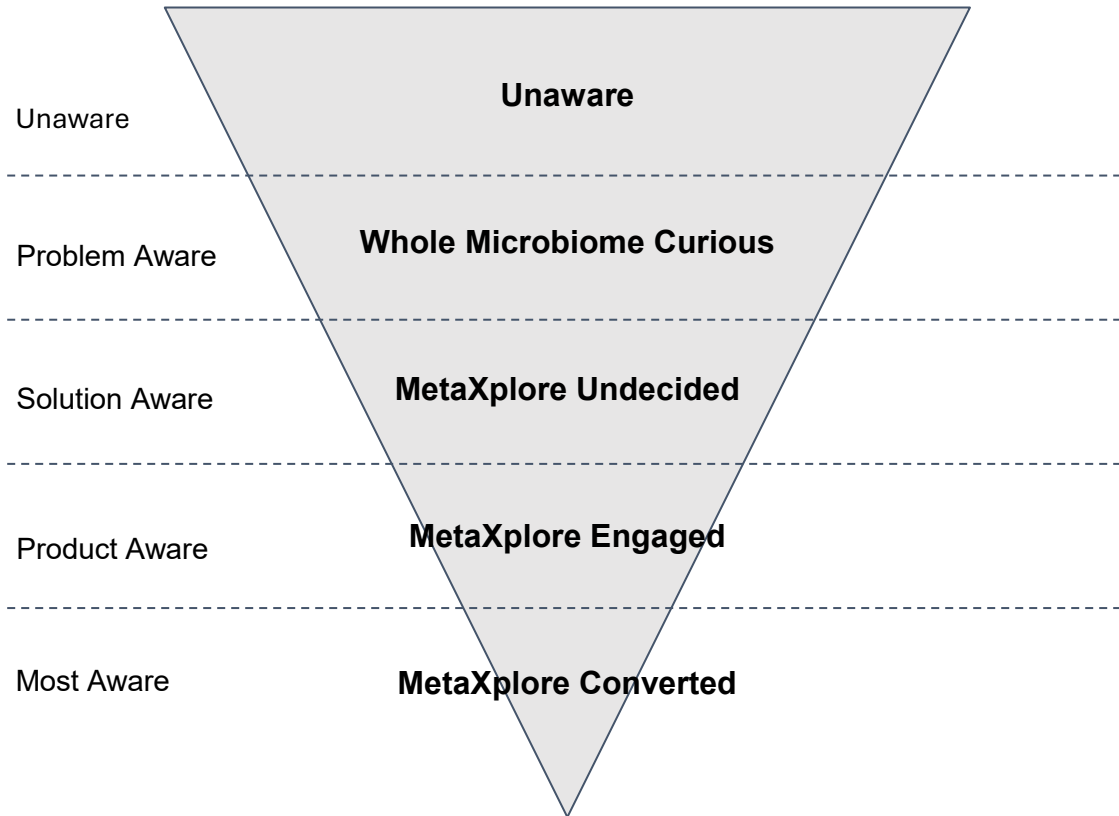 Unaware
Unaware
Problem Aware
Whole Microbiome Curious
Solution Aware
MetaXplore Undecided
Product Aware
MetaXplore Engaged
Most Aware
MetaXplore Converted